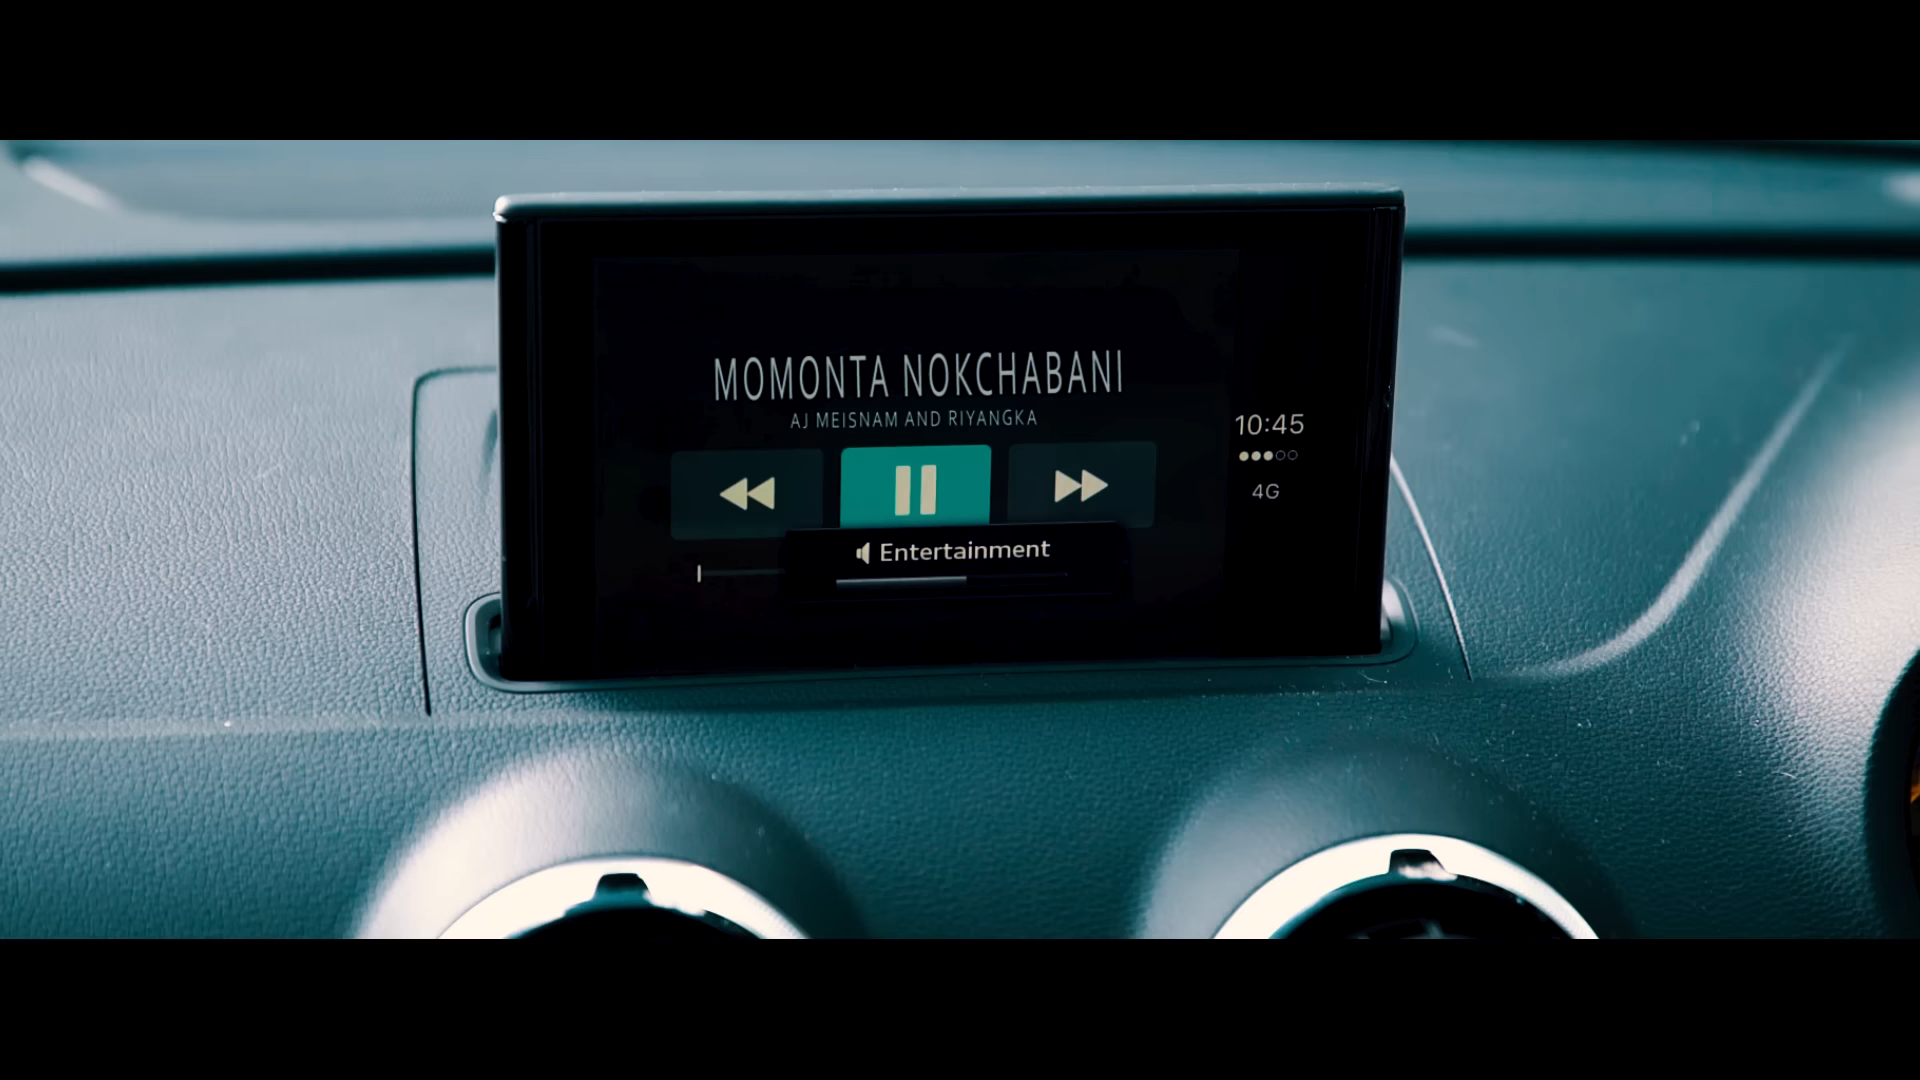 MOMONTA NOKCHABANI
AJ MEISNAM AND RIYANGKA
10:45
4G
Entertainment